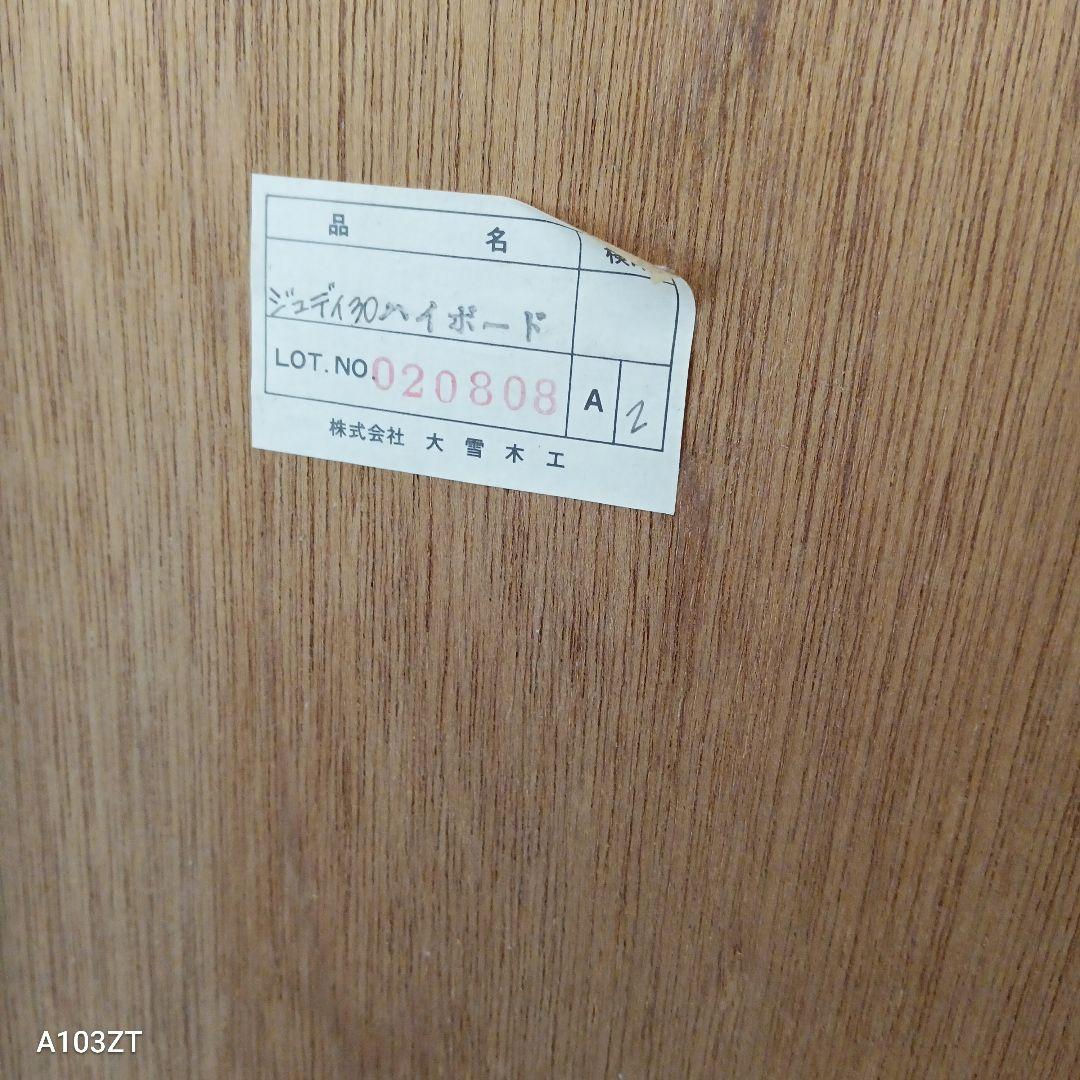 品 名
ジュディ30ハイボード
LOT. NO. 020808 A 2
株式会社 大雪木工
A103ZT